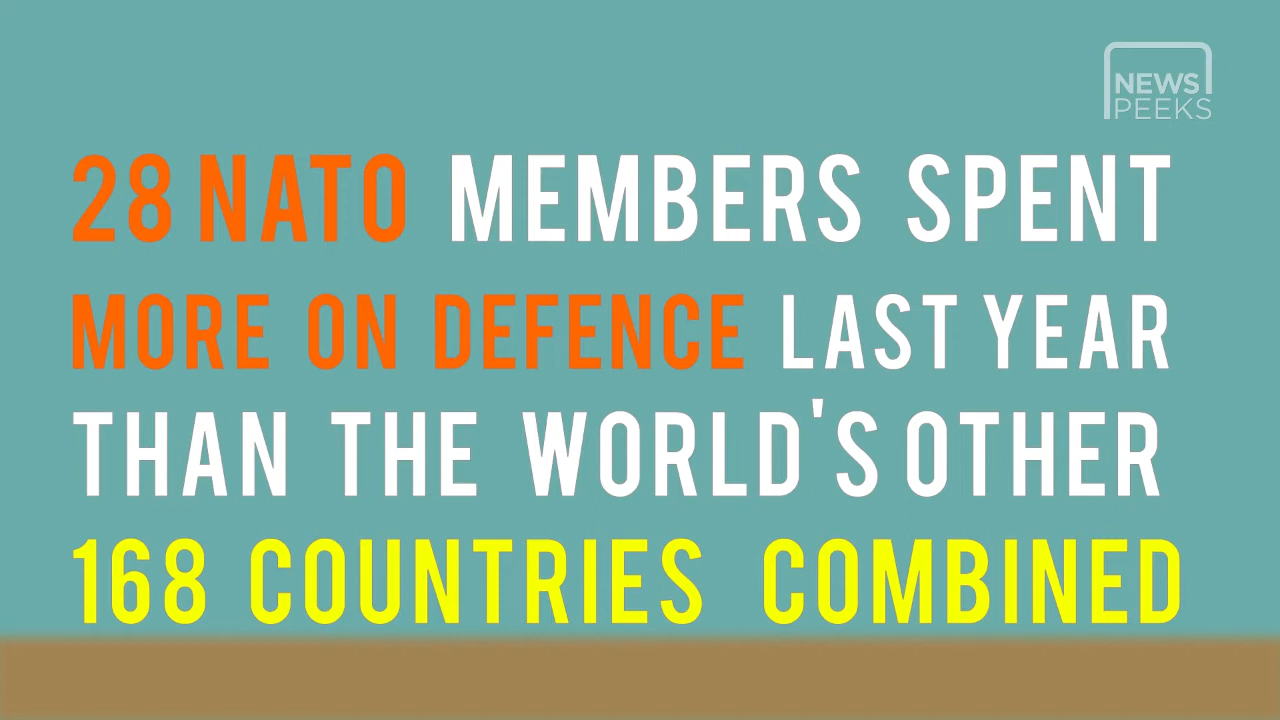 NEWS
PEEKS
28 NATO MEMBERS SPENT
MORE ON DEFENCE LAST YEAR
THAN THE WORLD'S OTHER
168 COUNTRIES COMBINED